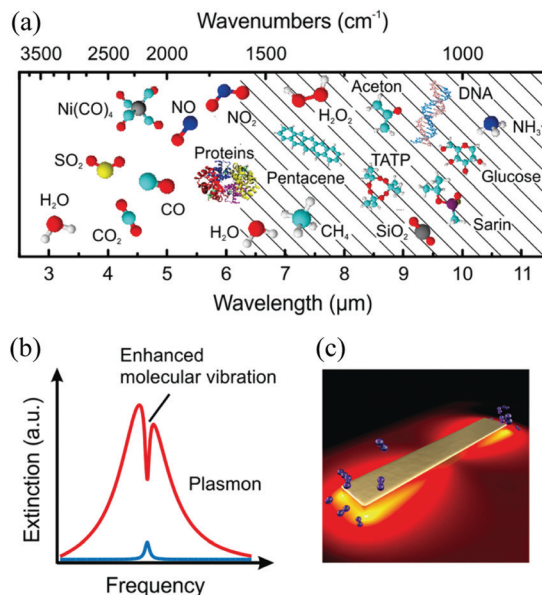 (a)
Wavenumbers (cm⁻¹)
3500 2500 2000 1500 1000
Ni(CO)₄ NO NO₂ H₂O₂ Aceton DNA NH₃
SO₂ Proteins Pentacene TATP Glucose
H₂O CO₂ CO H₂O CH₄ SiO₂ Sarin
3 4 5 6 7 8 9 10 11
Wavelength (µm)
(b)
Enhanced
molecular vibration
Plasmon
Extinction (a.u.)
Frequency
(c)